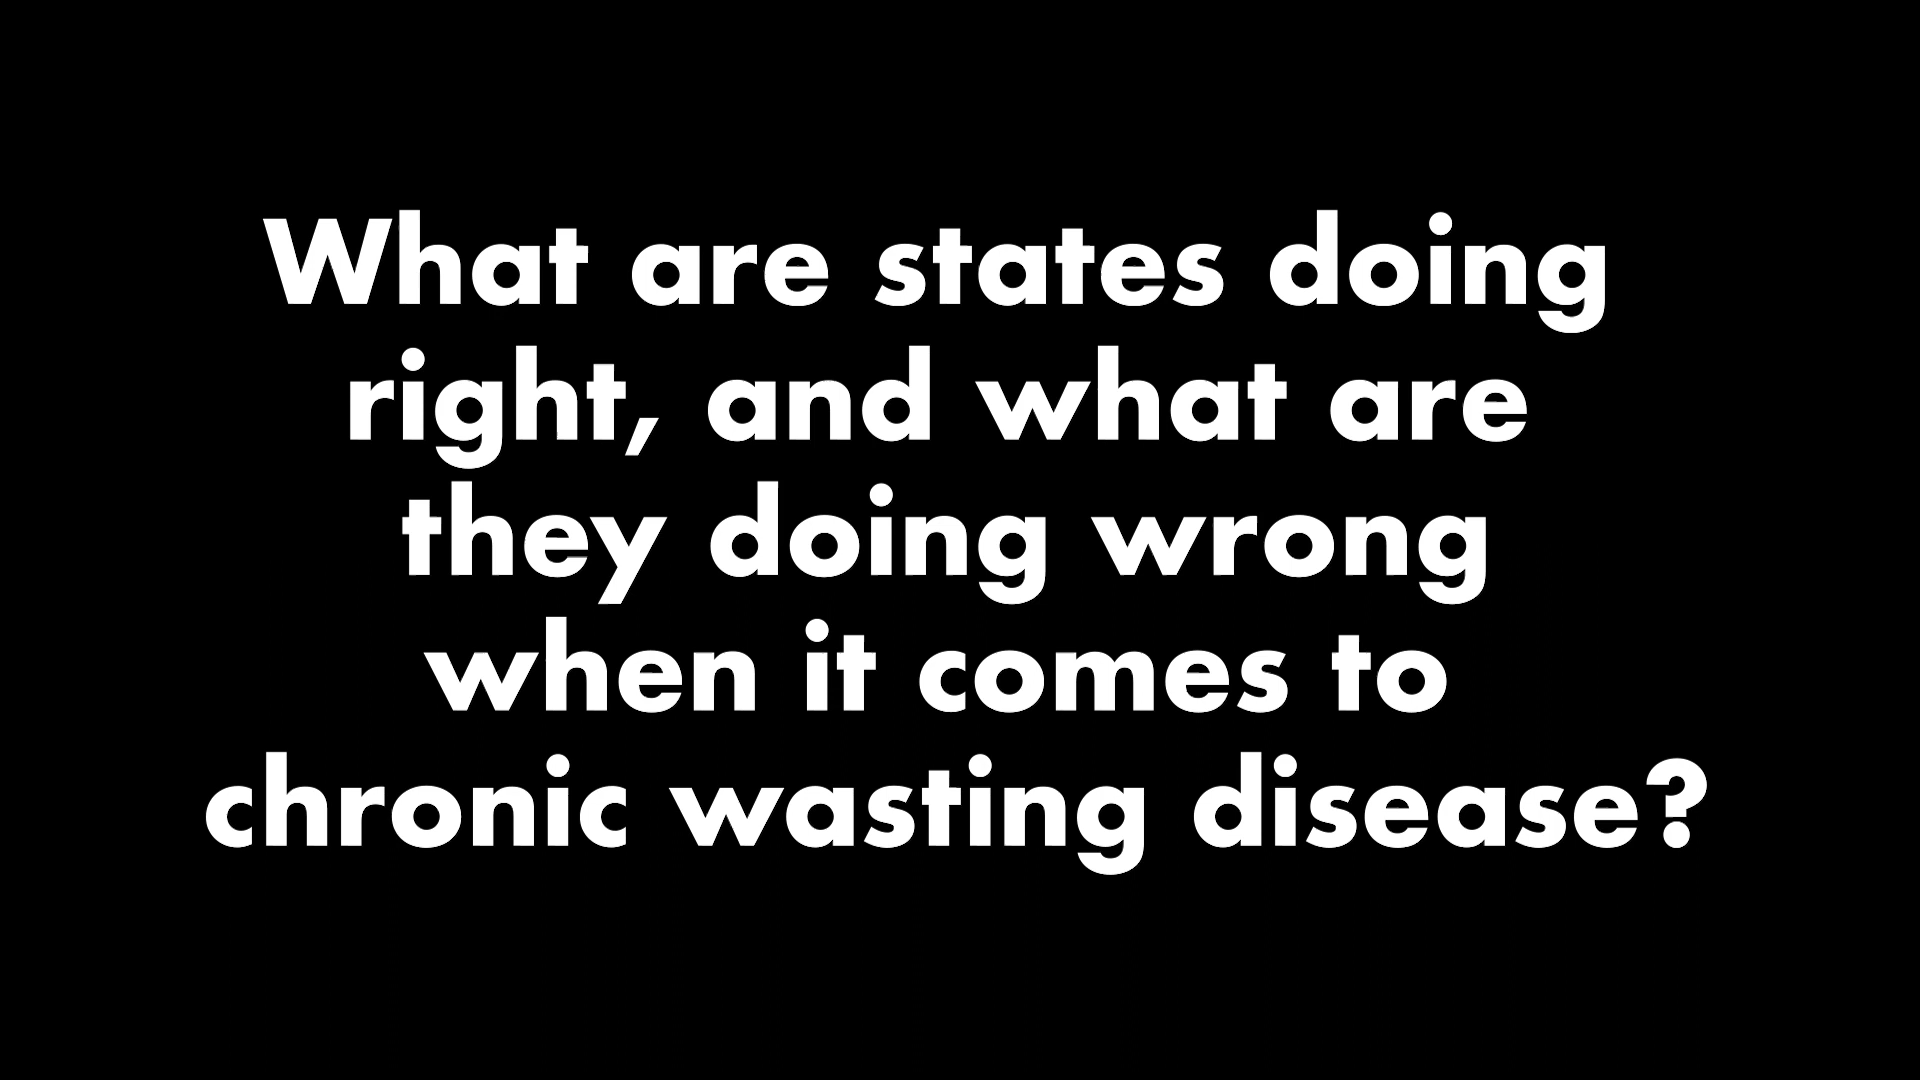 What are states doing
right, and what are
they doing wrong
when it comes to
chronic wasting disease?